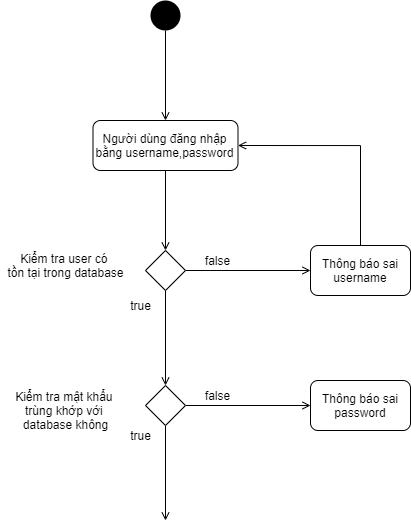 Người dùng đăng nhập
bằng username,password
Kiểm tra user có
tồn tại trong database
false
Thông báo sai
username
true
Kiểm tra mật khẩu
trùng khớp với
database không
false
Thông báo sai
password
true